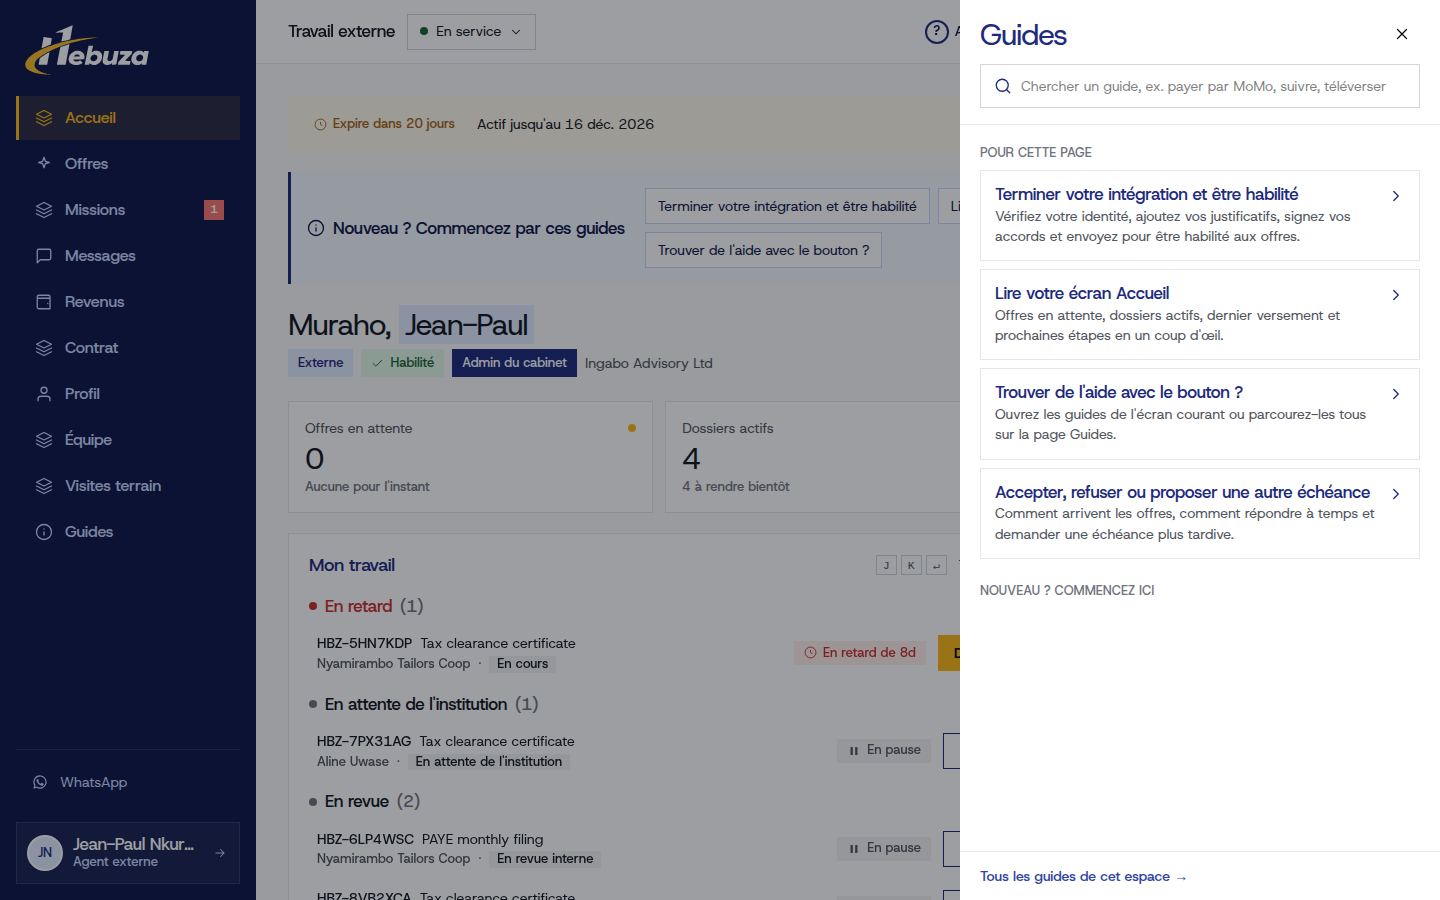 Hebuza
Accueil
Offres
Missions
1
Messages
Revenus
Contrat
Profil
Équipe
Visites terrain
Guides
WhatsApp
JN
Jean-Paul Nkur...
Agent externe
Travail externe
En service
?
Expire dans 20 jours
Actif jusqu'au 16 déc. 2026
Nouveau ? Commencez par ces guides
Terminer votre intégration et être habilité
Trouver de l'aide avec le bouton ?
Muraho, Jean-Paul
Externe
Habilité
Admin du cabinet
Ingabo Advisory Ltd
Offres en attente
0
Aucune pour l'instant
Dossiers actifs
4
4 à rendre bientôt
Mon travail
J K ↵
En retard (1)
HBZ-5HN7KDP Tax clearance certificate
Nyamirambo Tailors Coop · En cours
En retard de 8d
En attente de l'institution (1)
HBZ-7PX31AG Tax clearance certificate
Aline Uwase · En attente de l'institution
En pause
En revue (2)
HBZ-6LP4WSC PAYE monthly filing
Nyamirambo Tailors Coop · En revue interne
En pause
HBZ-8VB2XCA Tax clearance certificate
Guides
Chercher un guide, ex. payer par MoMo, suivre, téléverser
POUR CETTE PAGE
Terminer votre intégration et être habilité
Vérifiez votre identité, ajoutez vos justificatifs, signez vos
accords et envoyez pour être habilité aux offres.
Lire votre écran Accueil
Offres en attente, dossiers actifs, dernier versement et
prochaines étapes en un coup d'œil.
Trouver de l'aide avec le bouton ?
Ouvrez les guides de l'écran courant ou parcourez-les tous
sur la page Guides.
Accepter, refuser ou proposer une autre échéance
Comment arrivent les offres, comment répondre à temps et
demander une échéance plus tardive.
NOUVEAU ? COMMENCEZ ICI
Tous les guides de cet espace →